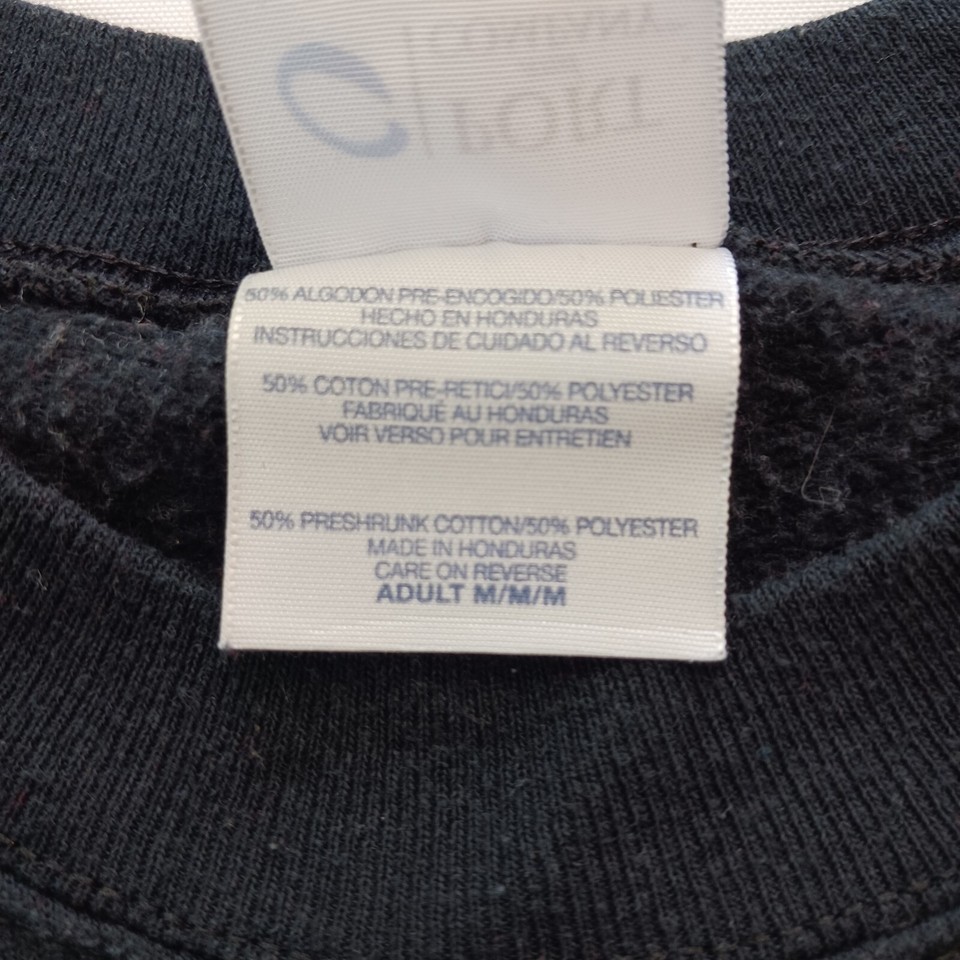 COMPANY
PORT
50% ALGODON PRE-ENCOGIDO/50% POLIESTER
HECHO EN HONDURAS
INSTRUCCIONES DE CUIDADO AL REVERSO
50% COTON PRE-RETICI/50% POLYESTER
FABRIQUÉ AU HONDURAS
VOIR VERSO POUR ENTRETIEN
50% PRESHRUNK COTTON/50% POLYESTER
MADE IN HONDURAS
CARE ON REVERSE
ADULT M/M/M